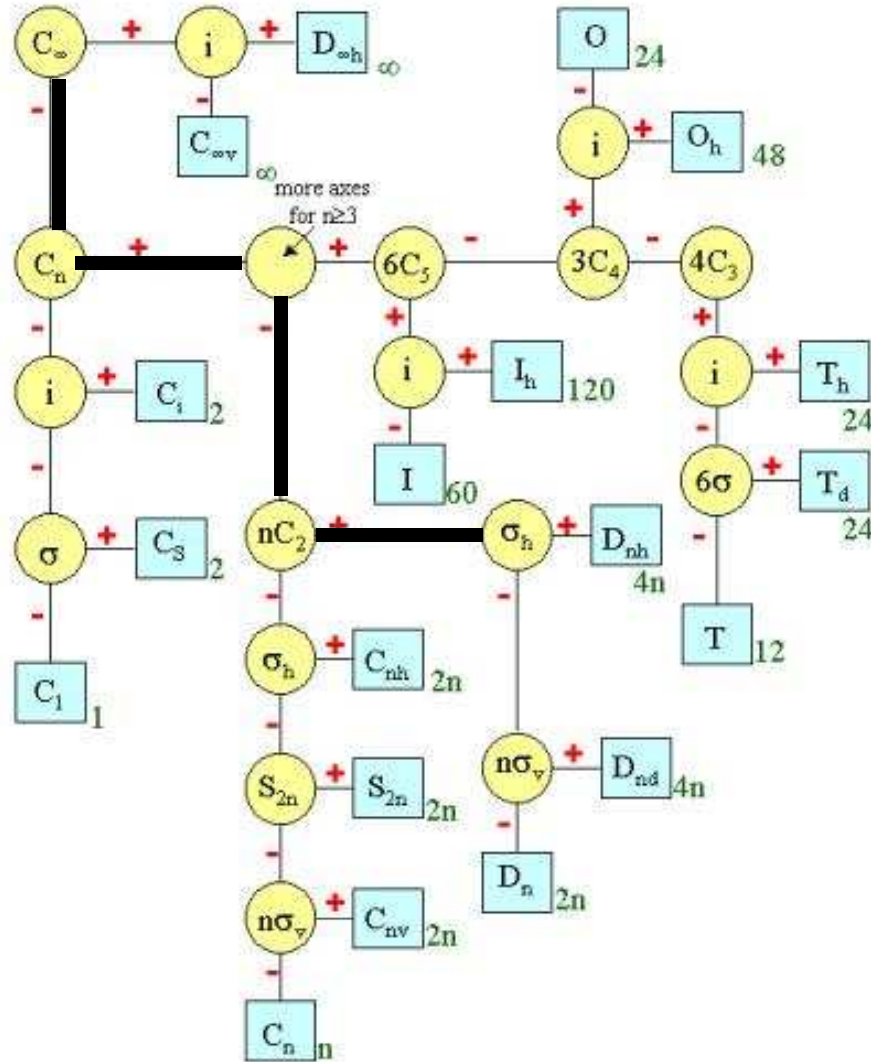 C∞ + i + D∞h ∞
O 24
- - -
C∞v ∞
i + Oh 48
more axes
for n≥3
+
Cn + + 6C5 - 3C4 - 4C3
- - + +
i + Ci 2
i + Ih 120
i + Th 24
- - -
I 60
6σ + Td 24
σ + CS 2
nC2 + σh + Dnh 4n
- - - -
T 12
σh + Cnh 2n
C1 1
-
S2n + S2n 2n
nσv + Dnd 4n
- -
Dn 2n
nσv + Cnv 2n
-
Cn n